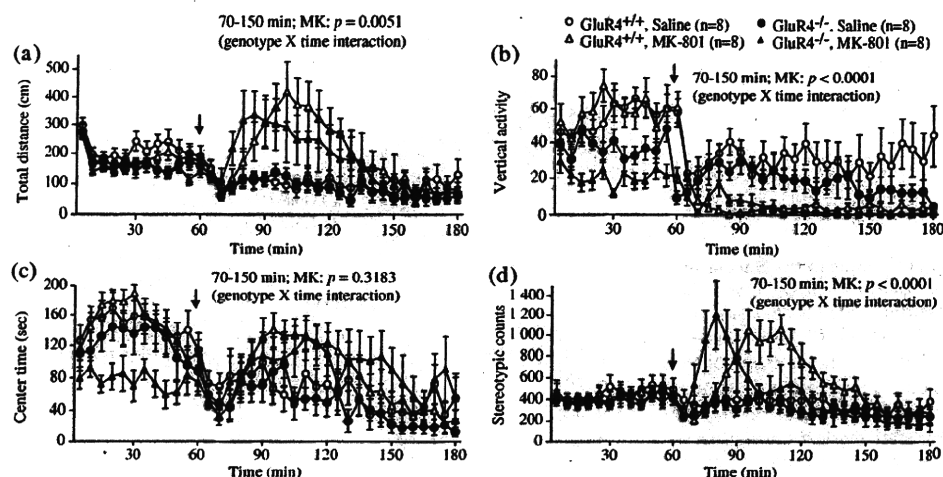 70-150 min; MK: p = 0.0051
(genotype X time interaction)
GluR4+/+, Saline (n=8)
GluR4-/-, Saline (n=8)
GluR4+/+, MK-801 (n=8)
GluR4-/-, MK-801 (n=8)
(a)
Total distance (cm)
500
400
300
200
100
0
30
60
90
120
150
180
Time (min)
(b)
70-150 min; MK: p < 0.0001
(genotype X time interaction)
Vertical activity
80
60
40
20
0
30
60
90
120
150
180
Time (min)
(c)
70-150 min; MK: p = 0.3183
(genotype X time interaction)
Center time (sec)
200
160
120
80
40
0
30
60
90
120
150
180
Time (min)
(d)
70-150 min; MK: p < 0.0001
(genotype X time interaction)
Stereotypic counts
1 400
1 200
1 000
800
600
400
200
0
30
60
90
120
150
180
Time (min)